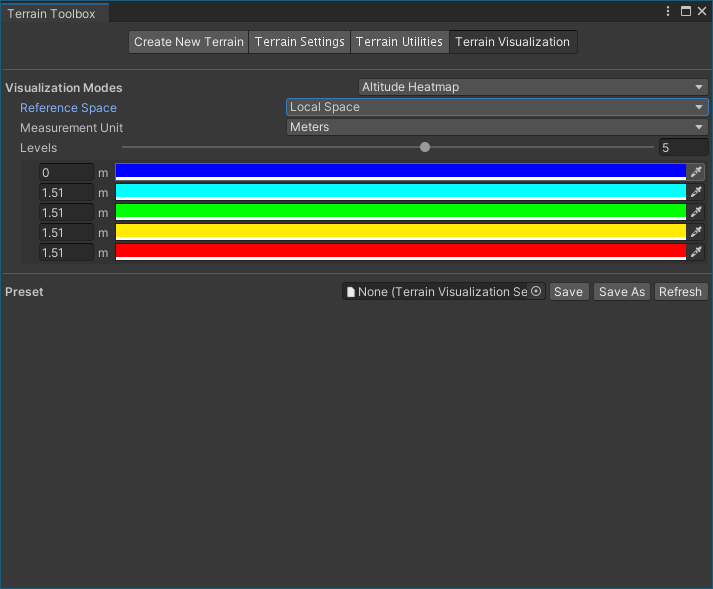 Terrain Toolbox
Create New Terrain Terrain Settings Terrain Utilities Terrain Visualization
Visualization Modes Altitude Heatmap
Reference Space Local Space
Measurement Unit Meters
Levels 5
0 m
1.51 m
1.51 m
1.51 m
1.51 m
Preset None (Terrain Visualization Se Save Save As Refresh